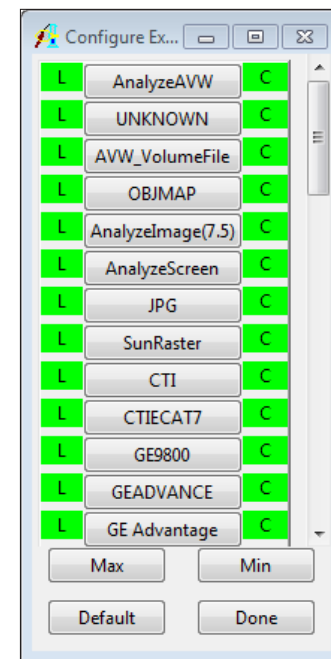 Configure Ex...
L AnalyzeAVW C
L UNKNOWN C
L AVW_VolumeFile C
L OBJMAP C
L AnalyzeImage(7.5) C
L AnalyzeScreen C
L JPG C
L SunRaster C
L CTI C
L CTIECAT7 C
L GE9800 C
L GEADVANCE C
L GE Advantage C
Max Min
Default Done